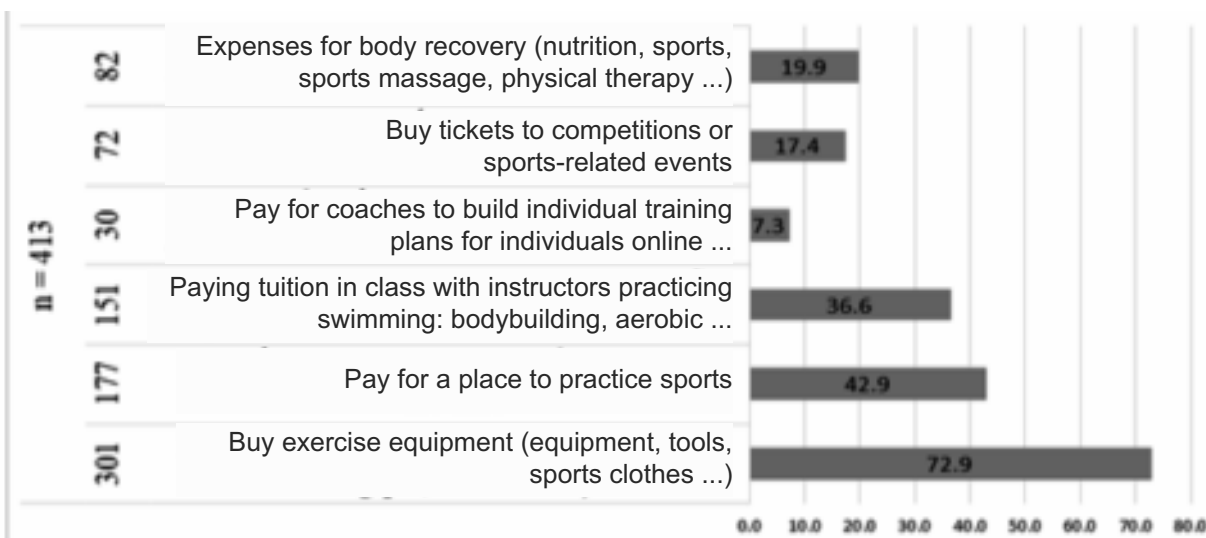 n = 413
82
Expenses for body recovery (nutrition, sports,
sports massage, physical therapy ...)
19.9
72
Buy tickets to competitions or
sports-related events
17.4
30
Pay for coaches to build individual training
plans for individuals online ...
7.3
151
Paying tuition in class with instructors practicing
swimming: bodybuilding, aerobic ...
36.6
177
Pay for a place to practice sports
42.9
301
Buy exercise equipment (equipment, tools,
sports clothes ...)
72.9
0.0 10.0 20.0 30.0 40.0 50.0 60.0 70.0 80.0